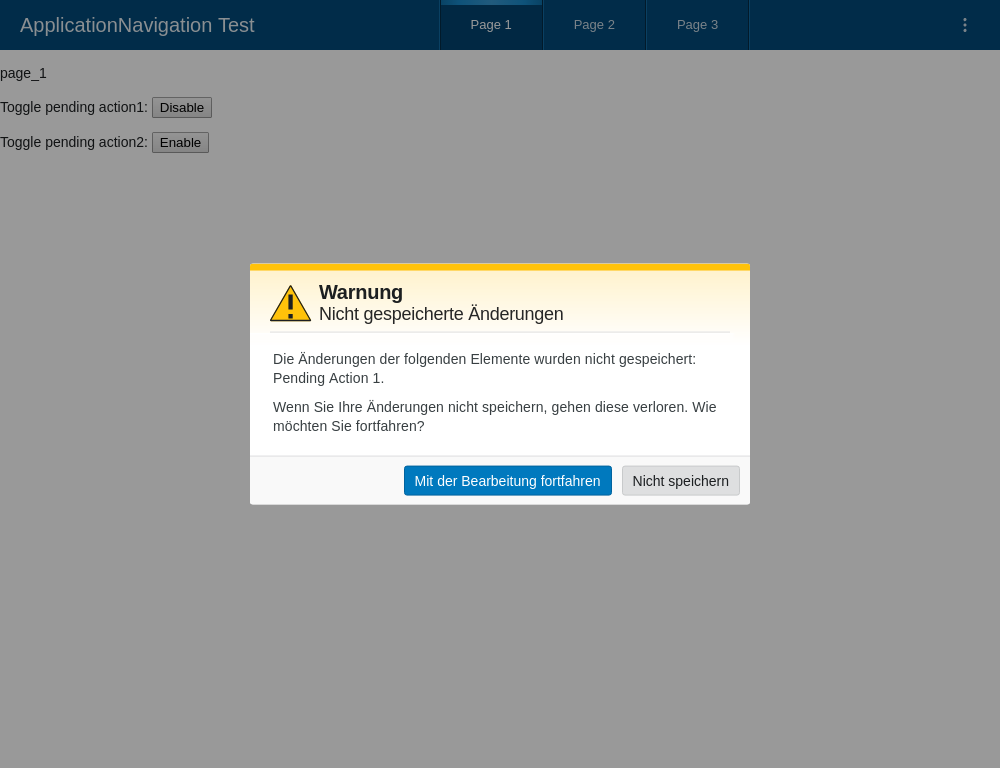 ApplicationNavigation Test
Page 1
Page 2
Page 3
page_1
Toggle pending action1: Disable
Toggle pending action2: Enable
Warnung
Nicht gespeicherte Änderungen
Die Änderungen der folgenden Elemente wurden nicht gespeichert:
Pending Action 1.
Wenn Sie Ihre Änderungen nicht speichern, gehen diese verloren. Wie
möchten Sie fortfahren?
Mit der Bearbeitung fortfahren
Nicht speichern